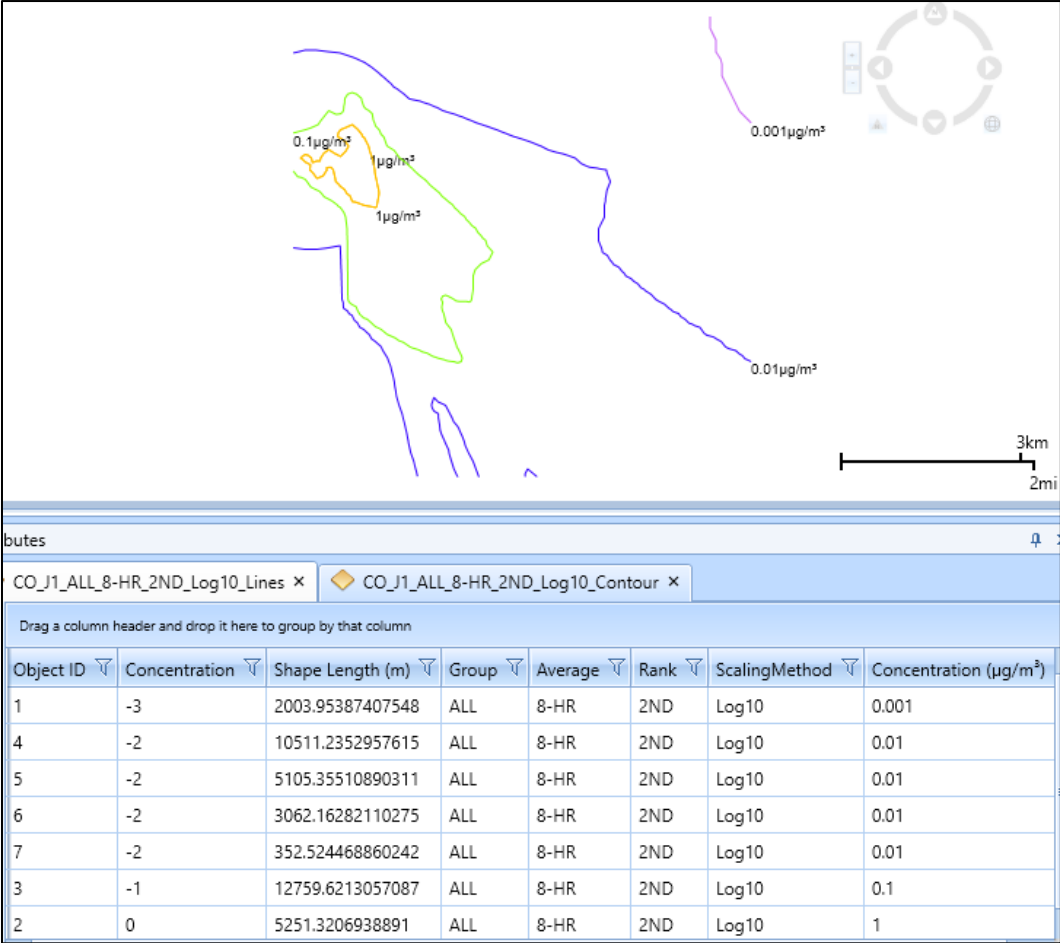 0.001µg/m³
0.1µg/m³
1µg/m³
1µg/m³
0.01µg/m³
3km
2mi
butes
CO_J1_ALL_8-HR_2ND_Log10_Lines × CO_J1_ALL_8-HR_2ND_Log10_Contour ×
Drag a column header and drop it here to group by that column
Object ID Concentration Shape Length (m) Group Average Rank ScalingMethod Concentration (µg/m³)
1 -3 2003.95387407548 ALL 8-HR 2ND Log10 0.001
4 -2 10511.2352957615 ALL 8-HR 2ND Log10 0.01
5 -2 5105.35510890311 ALL 8-HR 2ND Log10 0.01
6 -2 3062.16282110275 ALL 8-HR 2ND Log10 0.01
7 -2 352.524468860242 ALL 8-HR 2ND Log10 0.01
3 -1 12759.6213057087 ALL 8-HR 2ND Log10 0.1
2 0 5251.3206938891 ALL 8-HR 2ND Log10 1